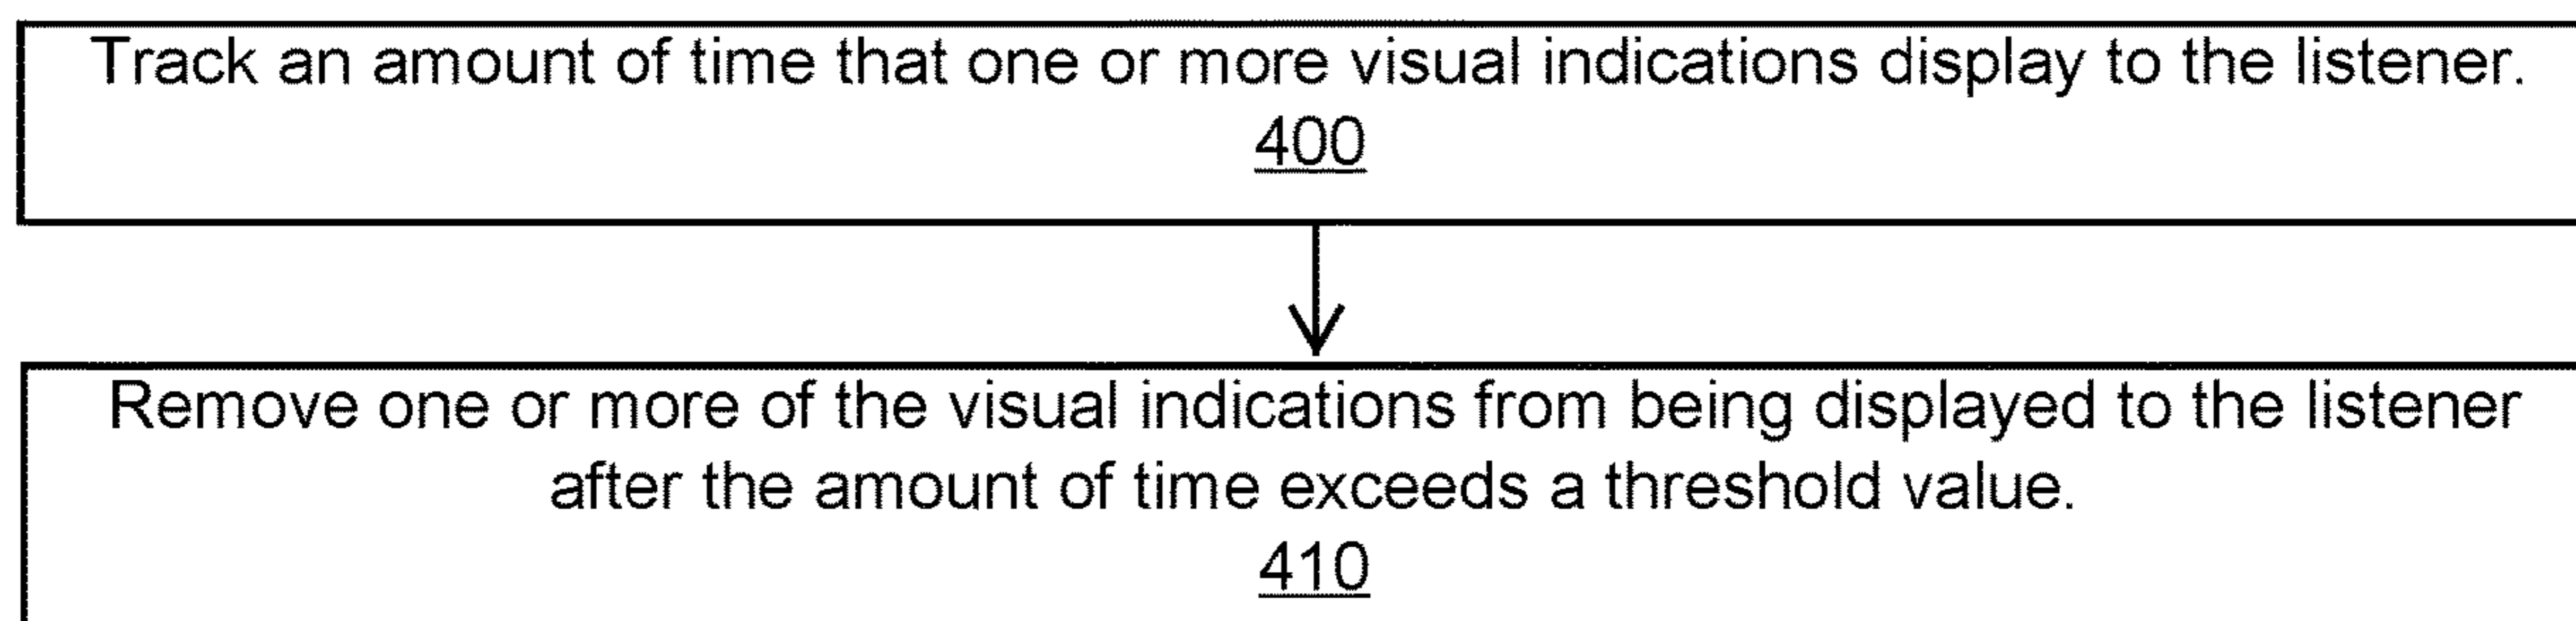 Track an amount of time that one or more visual indications display to the listener.
400
Remove one or more of the visual indications from being displayed to the listener
after the amount of time exceeds a threshold value.
410